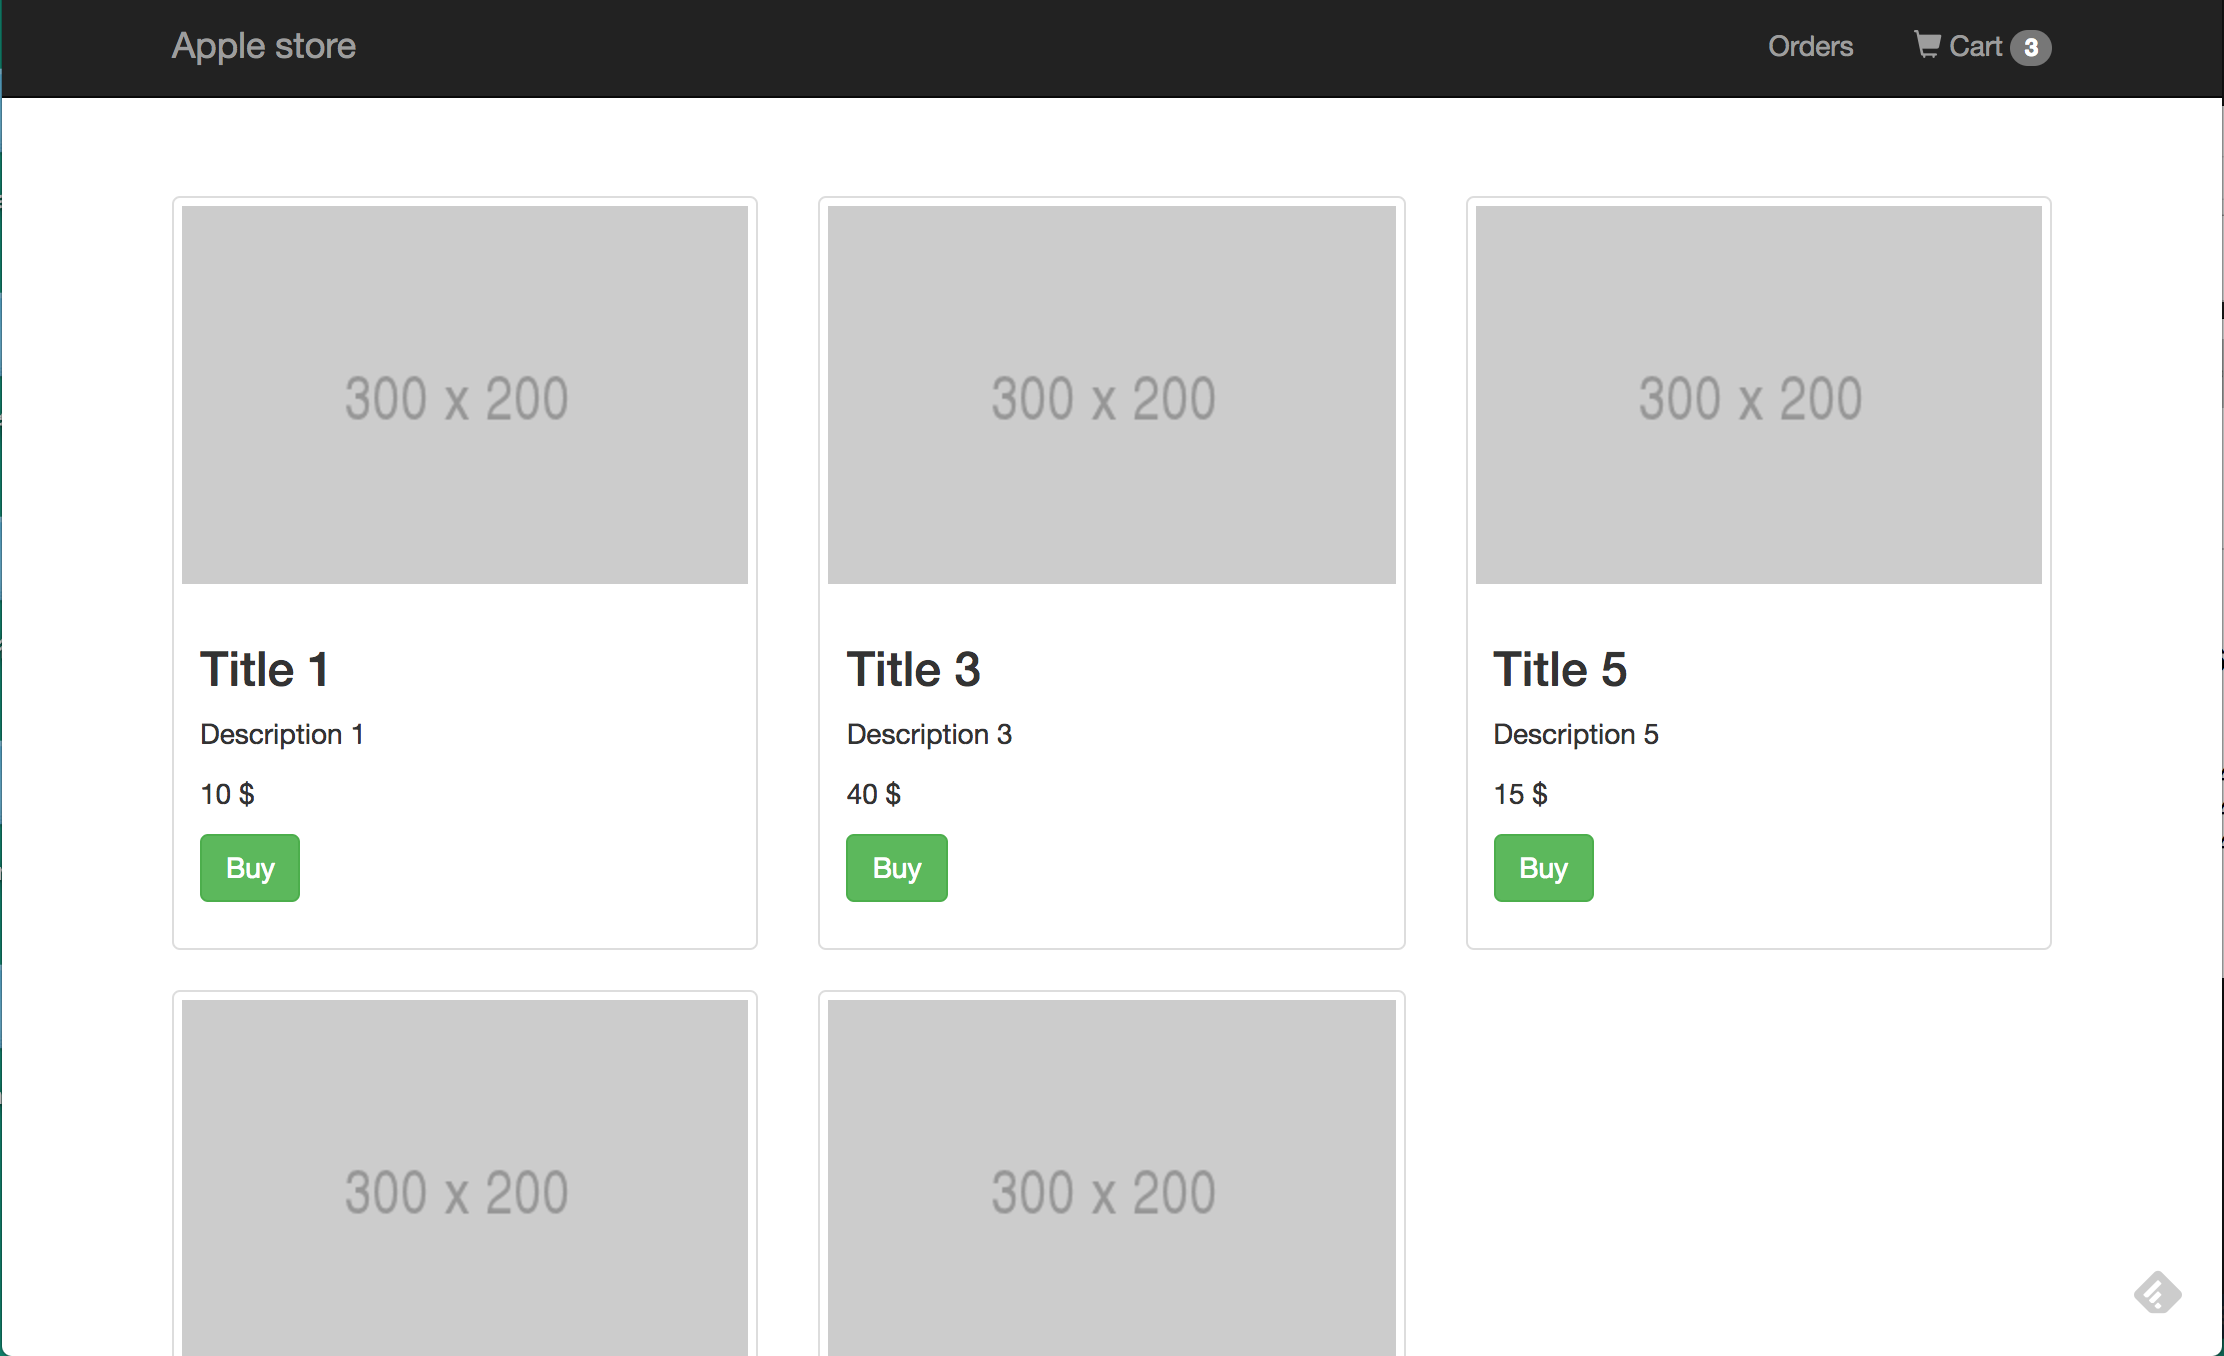 Apple store
Orders
Cart 3
300 x 200
300 x 200
300 x 200
Title 1
Description 1
10 $
Buy
Title 3
Description 3
40 $
Buy
Title 5
Description 5
15 $
Buy
300 x 200
300 x 200